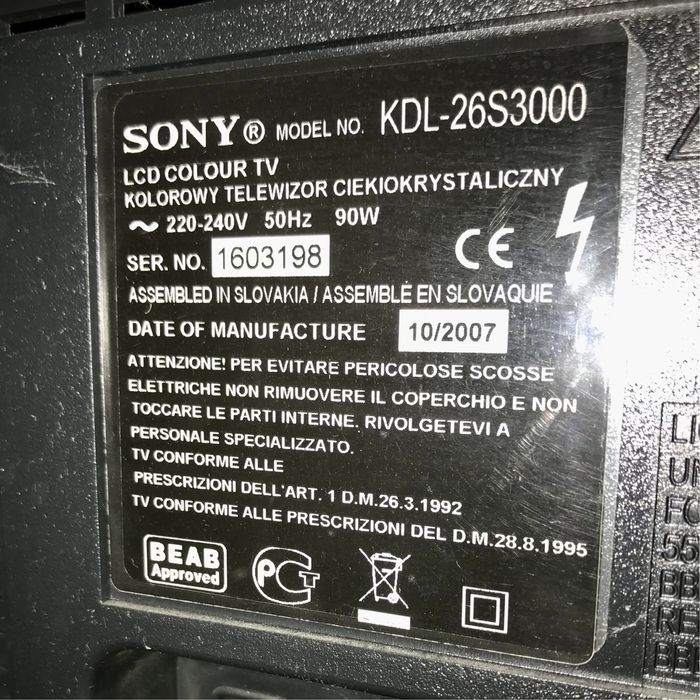 SONY® MODEL NO. KDL-26S3000
LCD COLOUR TV
KOLOROWY TELEWIZOR CIEKIOKRYSTALICZNY
~ 220-240V 50Hz 90W
SER. NO. 1603198
CE
ASSEMBLED IN SLOVAKIA / ASSEMBLÉ EN SLOVAQUIE
DATE OF MANUFACTURE 10/2007
ATTENZIONE! PER EVITARE PERICOLOSE SCOSSE
ELETTRICHE NON RIMUOVERE IL COPERCHIO E NON
TOCCARE LE PARTI INTERNE. RIVOLGETEVI A
PERSONALE SPECIALIZZATO.
TV CONFORME ALLE
PRESCRIZIONI DELL'ART. 1 D.M.26.3.1992
TV CONFORME ALLE PRESCRIZIONI DEL D.M.28.8.1995
BEAB
Approved
PCT